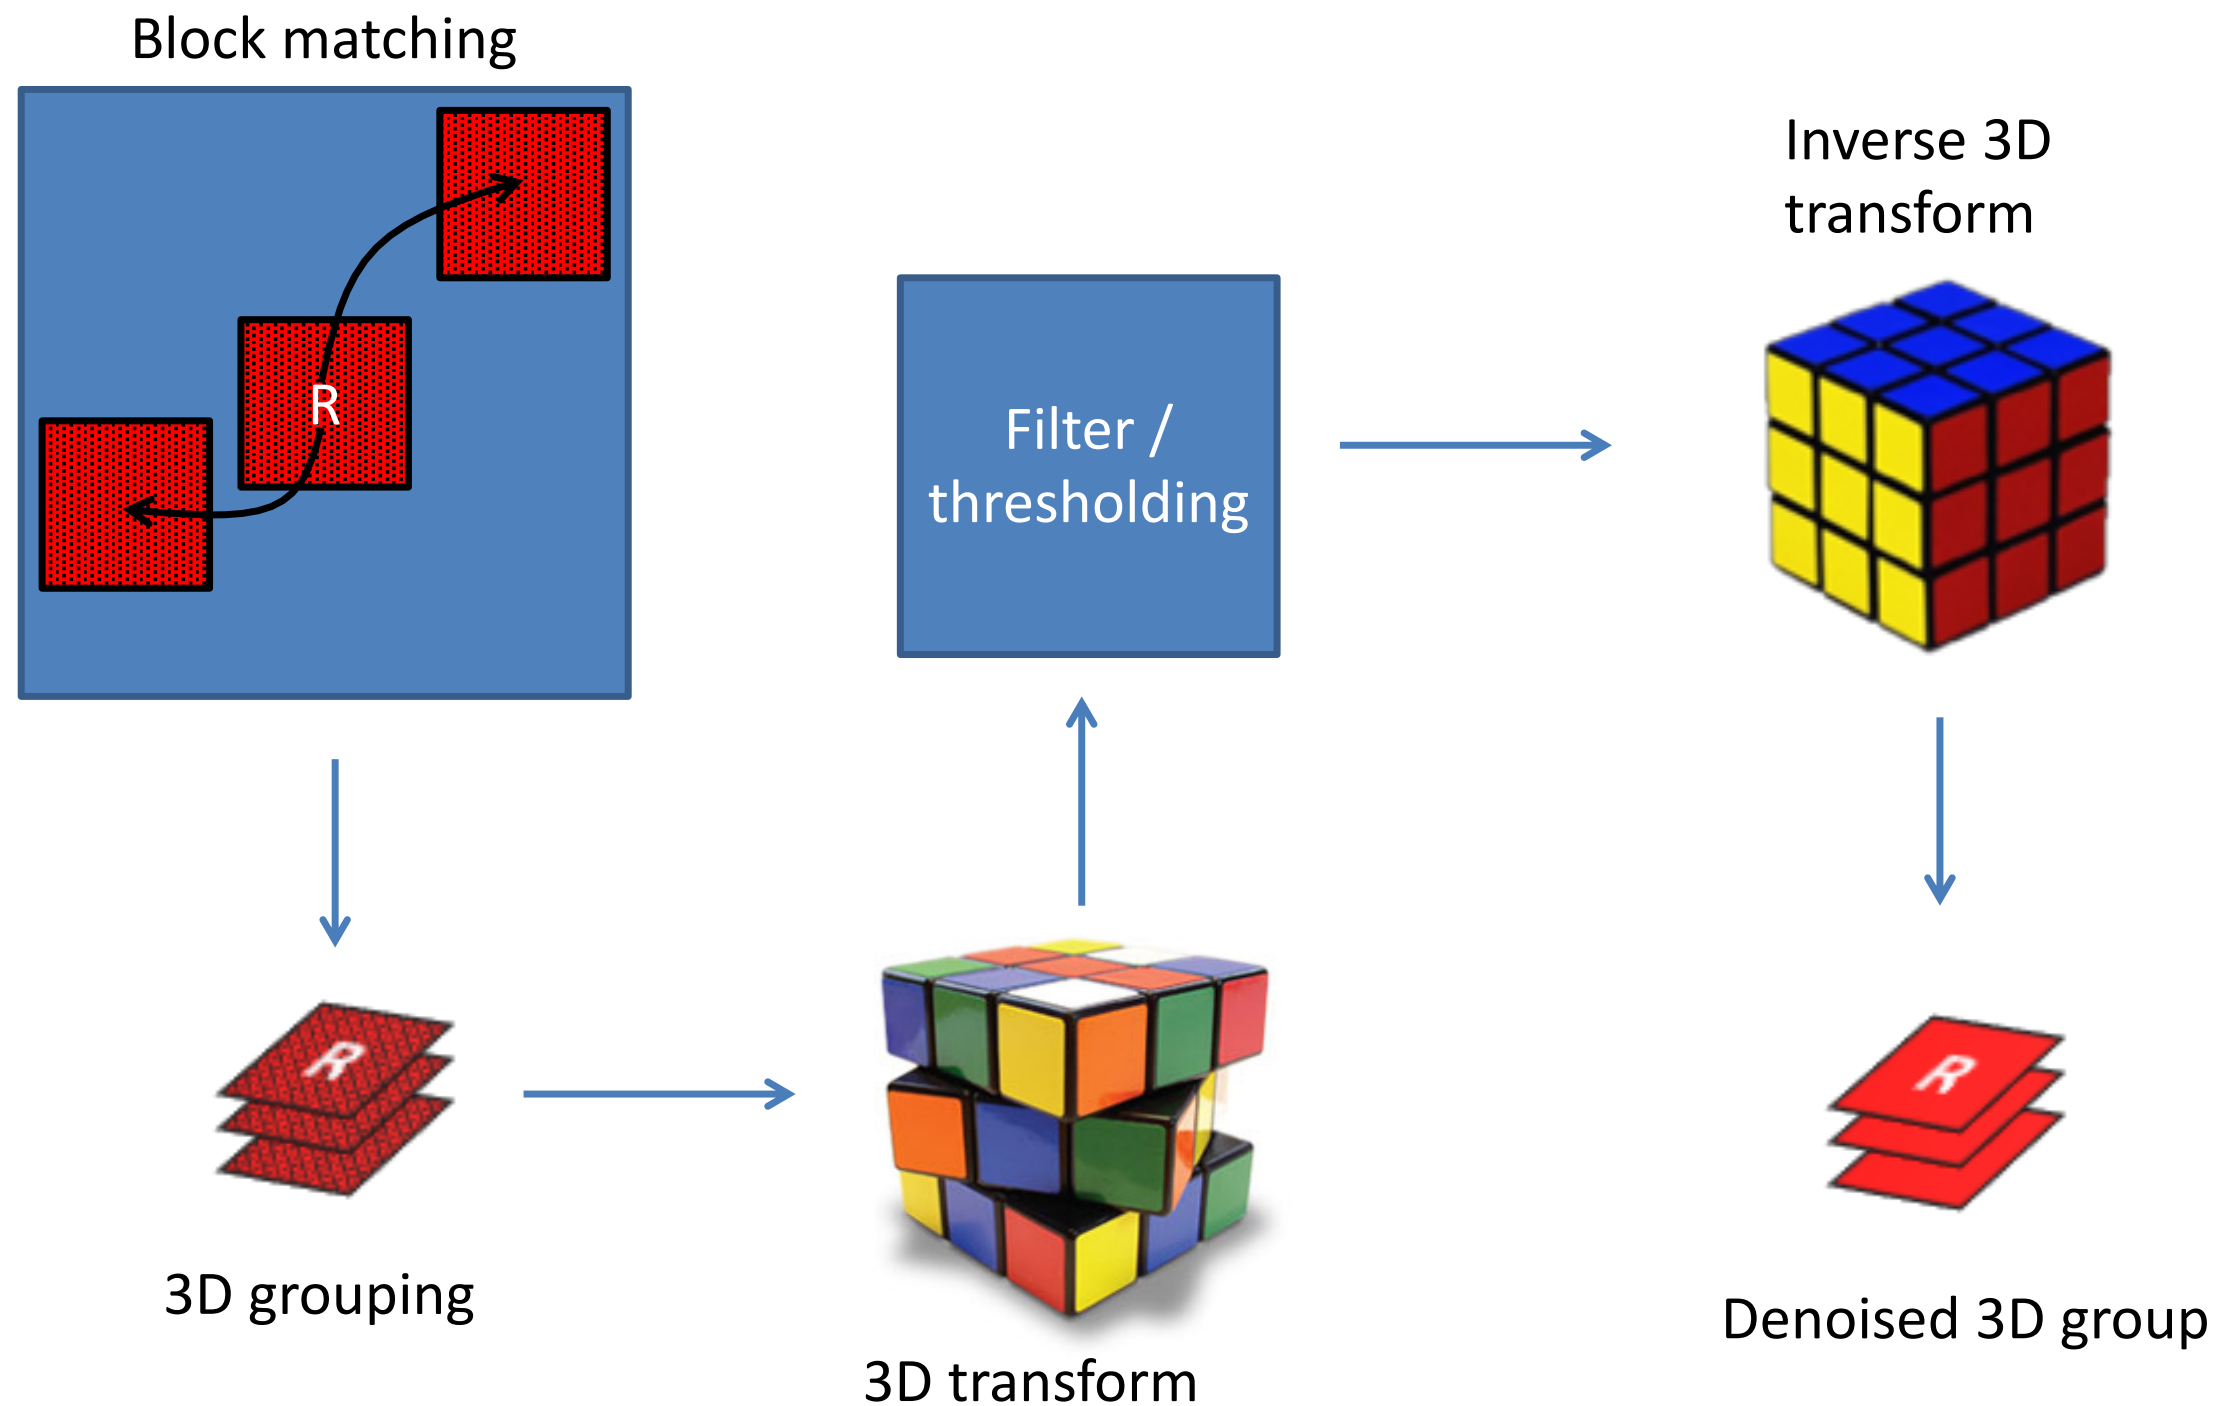 Block matching
R
R
3D grouping
3D transform
Filter /
thresholding
Inverse 3D
transform
R
Denoised 3D group